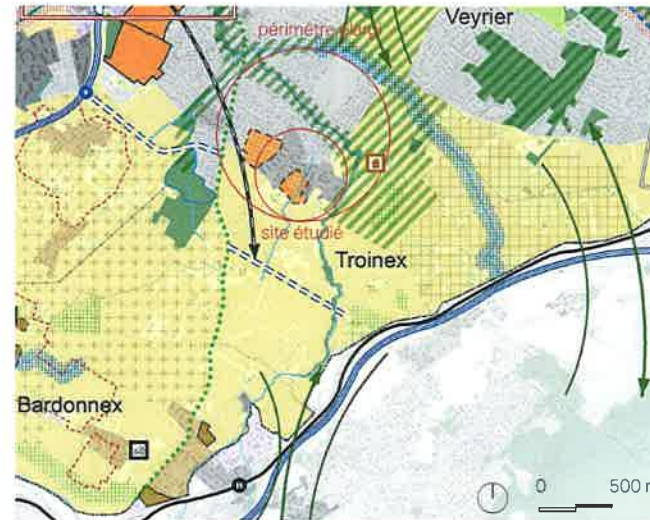 Veyrier
périmètre élargi
site étudié
Troinex
Bardonnex
0 500 m